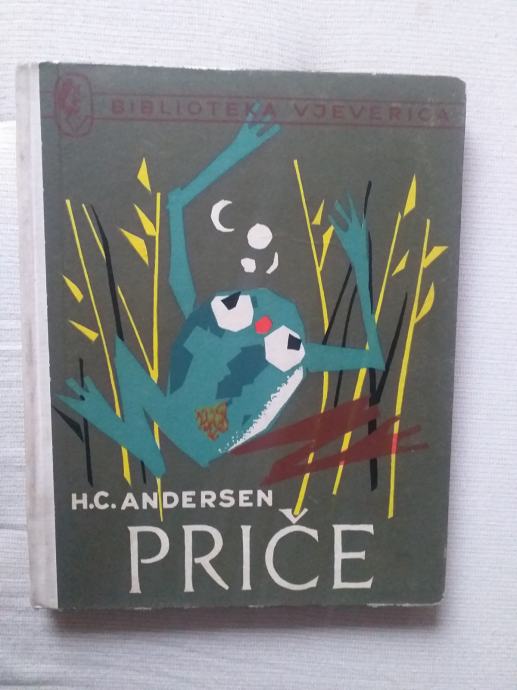 BIBLIOTEKA VJEVERICA
H.C. ANDERSEN
PRIČE